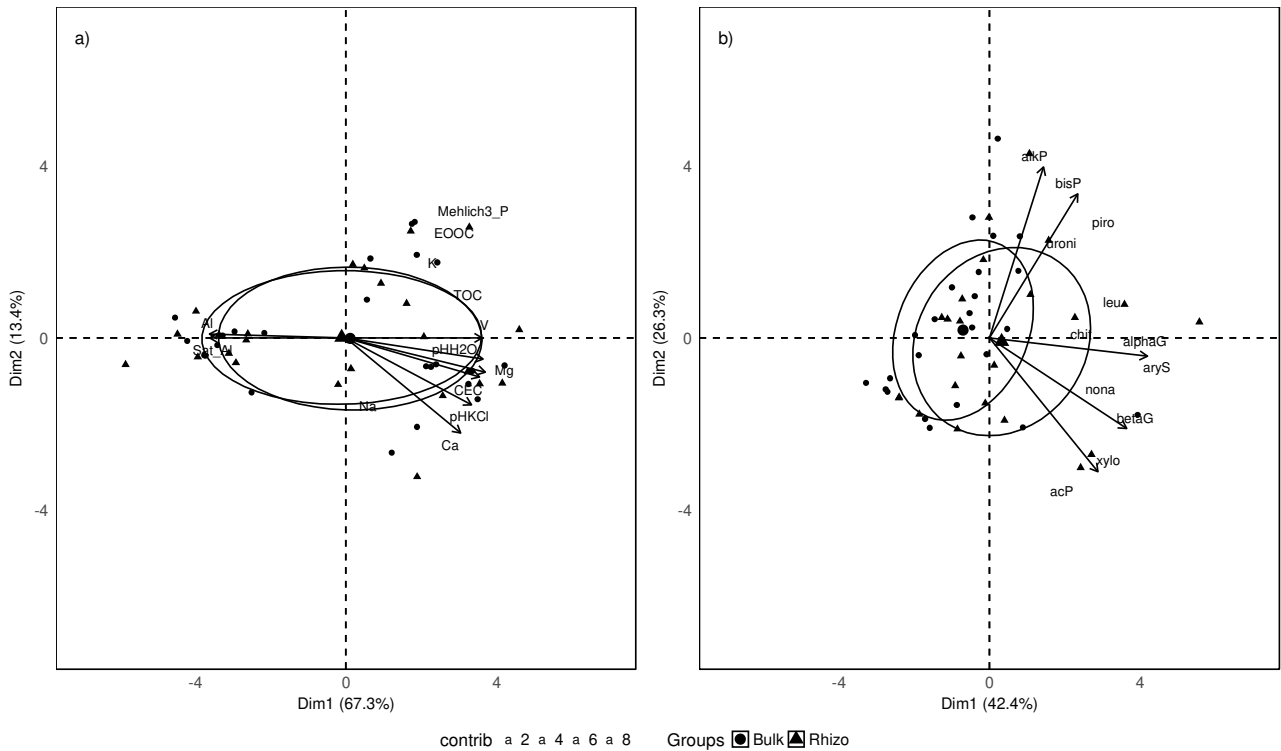 a)
Mehlich3_P
EOOC
K
TOC
Al
V
Sat_Al
pHH2O
Mg
CEC
Na
pHKCl
Ca
4
0
-4
Dim2 (13.4%)
-4 0 4
Dim1 (67.3%)
b)
alkP
bisP
piro
uroni
leu
chit
alphaG
aryS
nona
betaG
xylo
acP
4
0
-4
Dim2 (26.3%)
-4 0 4
Dim1 (42.4%)
contrib a 2 a 4 a 6 a 8 Groups Bulk Rhizo